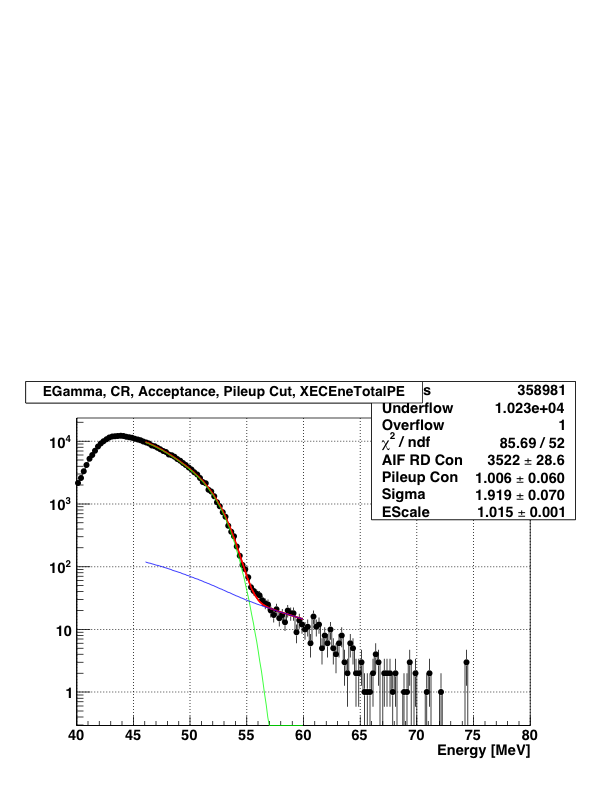 EGamma, CR, Acceptance, Pileup Cut, XECEneTotalPE
s 358981
Underflow 1.023e+04
Overflow 1
χ² / ndf 85.69 / 52
AIF RD Con 3522 ± 28.6
Pileup Con 1.006 ± 0.060
Sigma 1.919 ± 0.070
EScale 1.015 ± 0.001
10⁴
10³
10²
10
1
40 45 50 55 60 65 70 75 80
Energy [MeV]